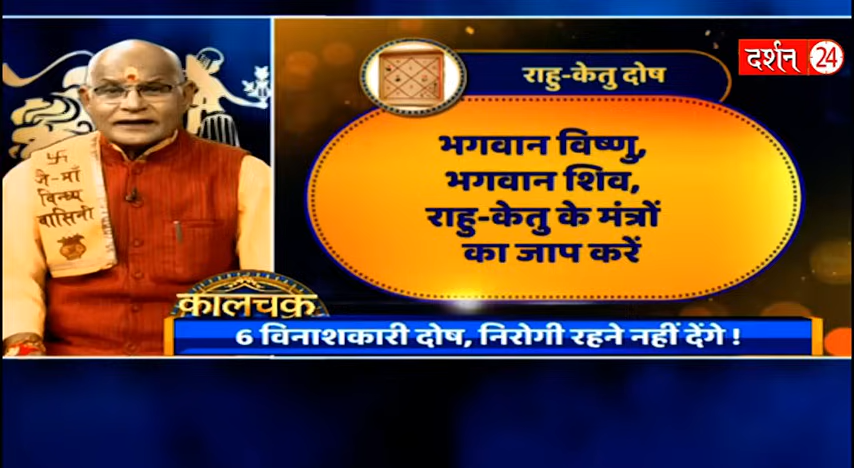 दर्शन 24
राहु-केतु दोष
भगवान विष्णु,
भगवान शिव,
राहु-केतु के मंत्रों
का जाप करें
जै-माँ
विन्ध्य
वासिनी
कालचक्र
6 विनाशकारी दोष, निरोगी रहने नहीं देंगे !